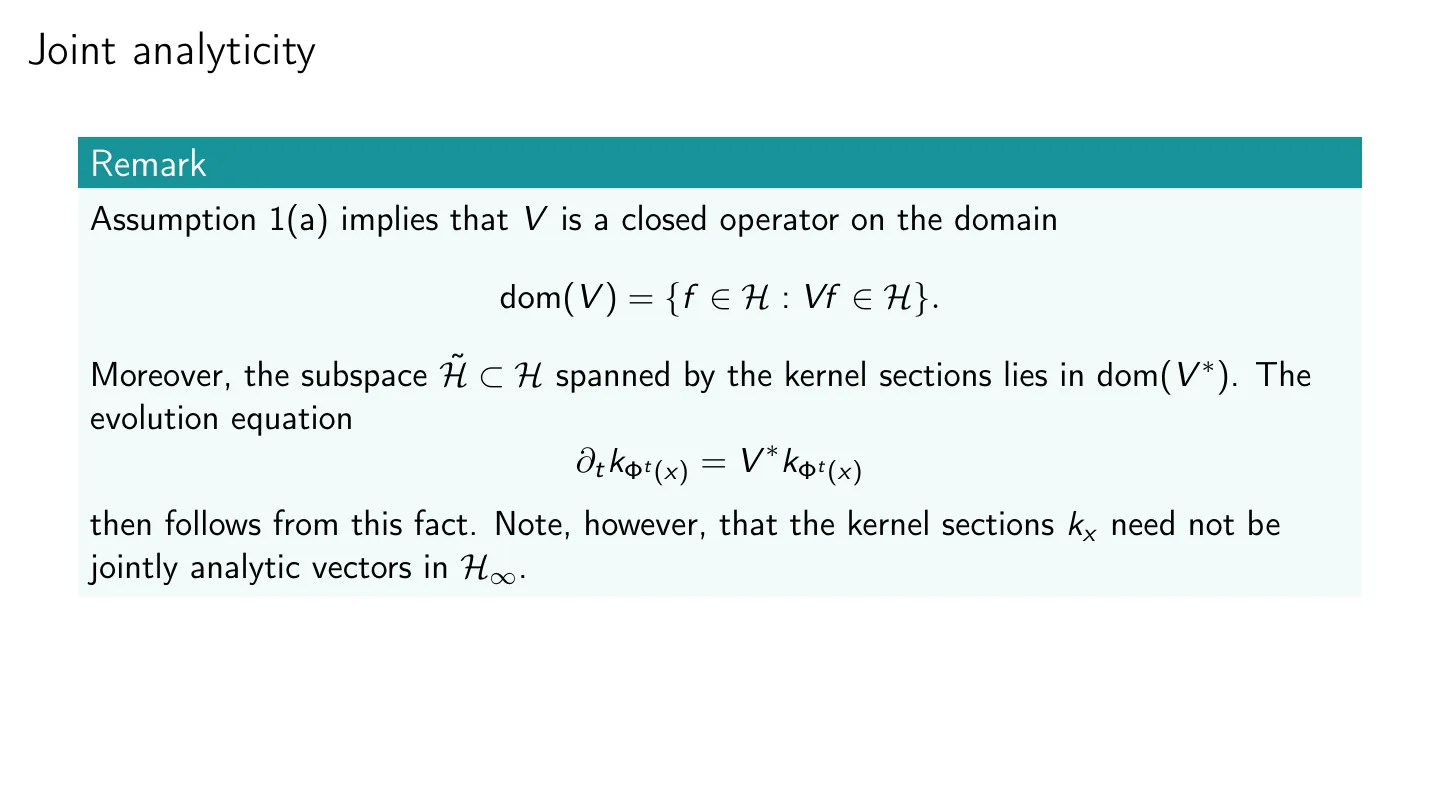 Joint analyticity
Remark
Assumption 1(a) implies that V is a closed operator on the domain
dom(V) = {f ∈ ℋ : Vf ∈ ℋ}.
Moreover, the subspace ℋ̃ ⊂ ℋ spanned by the kernel sections lies in dom(V*). The
evolution equation
∂ₜk_{Φᵗ(x)} = V*k_{Φᵗ(x)}
then follows from this fact. Note, however, that the kernel sections kₓ need not be
jointly analytic vectors in ℋ_∞.